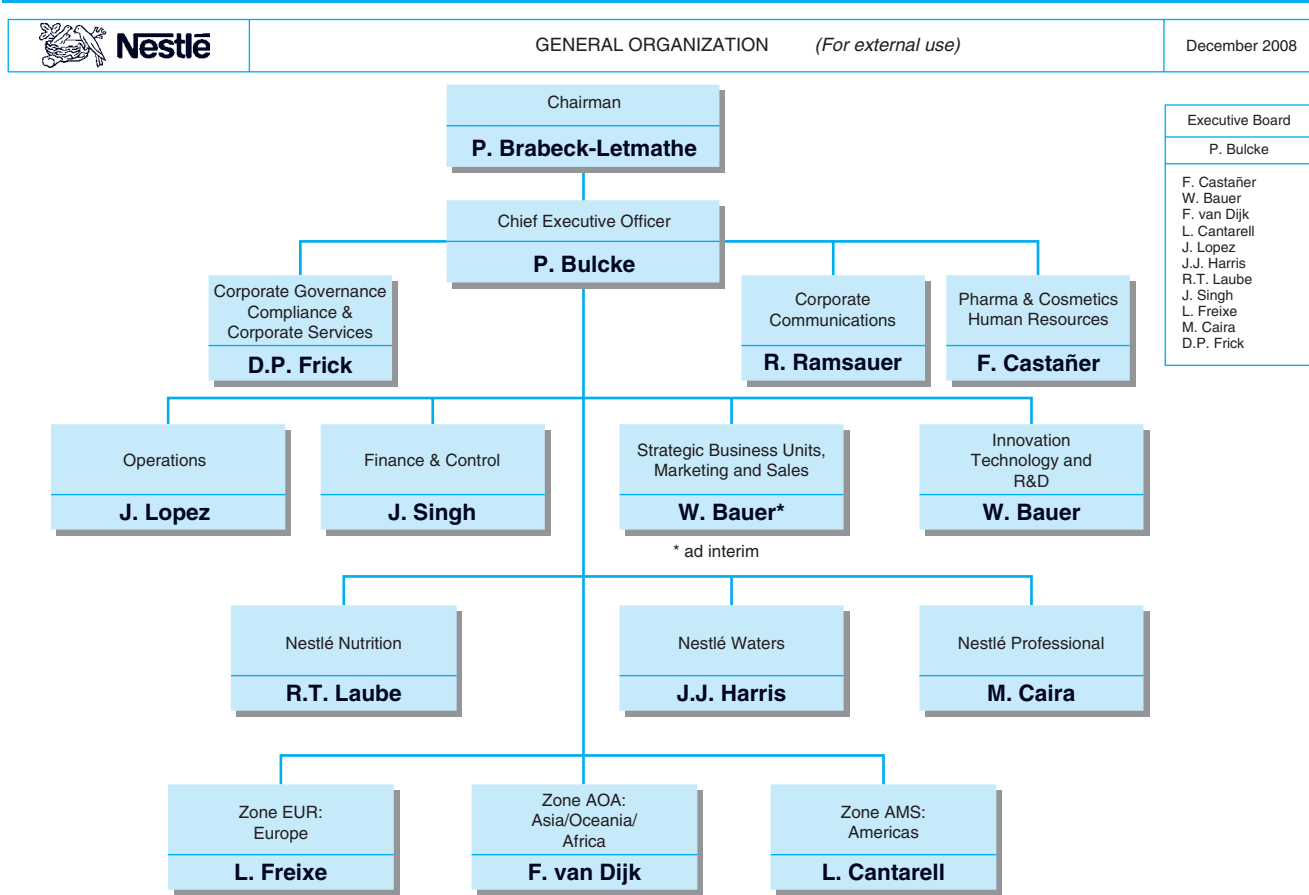 Nestlé
GENERAL ORGANIZATION (For external use)
December 2008
Chairman
P. Brabeck-Letmathe
Executive Board
P. Bulcke
F. Castañer
W. Bauer
F. van Dijk
L. Cantarell
J. Lopez
J.J. Harris
R.T. Laube
J. Singh
L. Freixe
M. Caira
D.P. Frick
Chief Executive Officer
P. Bulcke
Corporate Governance
Compliance &
Corporate Services
D.P. Frick
Corporate
Communications
R. Ramsauer
Pharma & Cosmetics
Human Resources
F. Castañer
Operations
J. Lopez
Finance & Control
J. Singh
Strategic Business Units,
Marketing and Sales
W. Bauer*
* ad interim
Innovation
Technology and
R&D
W. Bauer
Nestlé Nutrition
R.T. Laube
Nestlé Waters
J.J. Harris
Nestlé Professional
M. Caira
Zone EUR:
Europe
L. Freixe
Zone AOA:
Asia/Oceania/
Africa
F. van Dijk
Zone AMS:
Americas
L. Cantarell